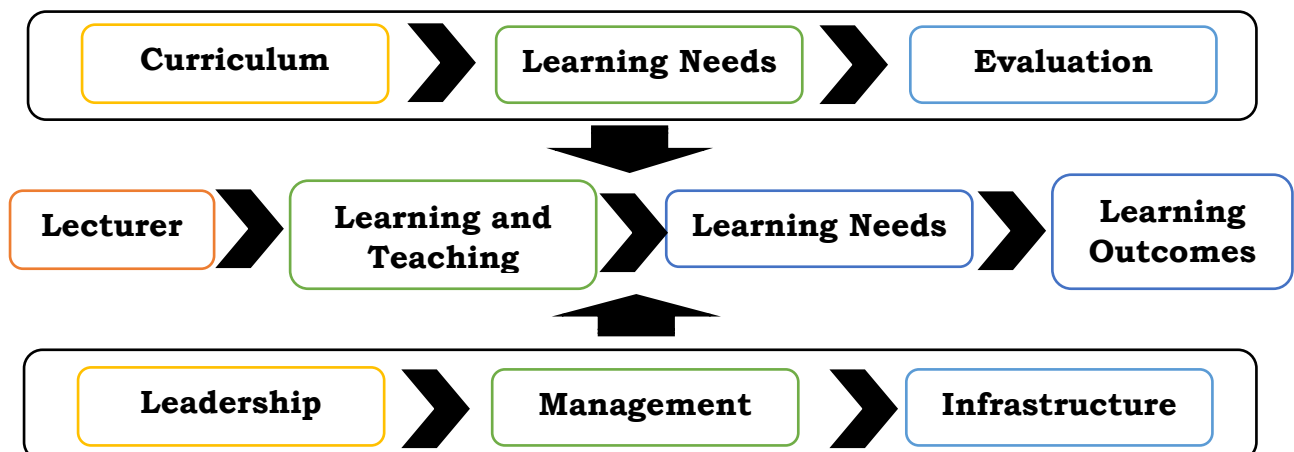 Curriculum
Learning Needs
Evaluation
Lecturer
Learning and
Teaching
Learning Needs
Learning
Outcomes
Leadership
Management
Infrastructure